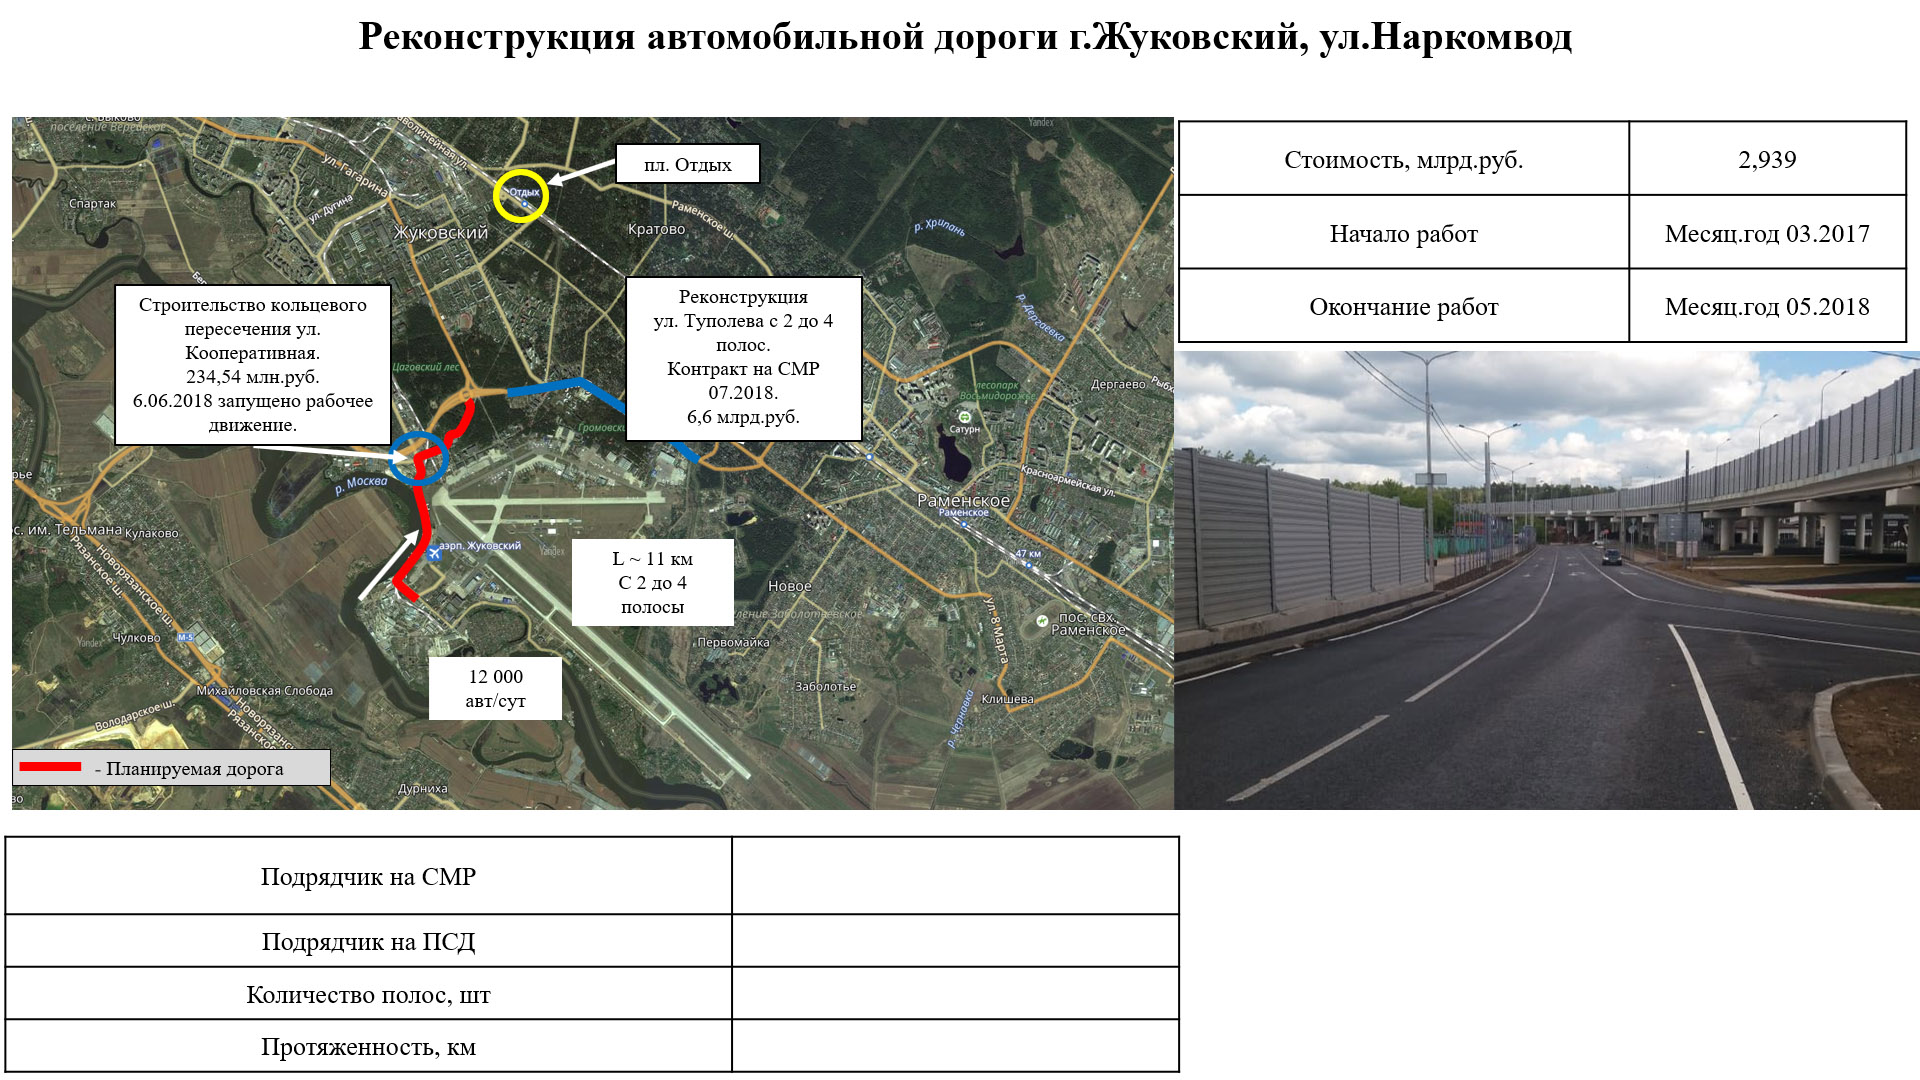 Реконструкция автомобильной дороги г.Жуковский, ул.Наркомвод
поселение Верейское
ул. Гагарина
ул. Дугина
Спартак
Жуковский
Отдых
пл. Отдых
Кратово
Раменское ш.
р. Хрипань
р. Дергаевка
Yandex
Строительство кольцевого
пересечения ул.
Кооперативная.
234,54 млн.руб.
6.06.2018 запущено рабочее
движение.
Реконструкция
ул. Туполева с 2 до 4
полос.
Контракт на СМР
07.2018.
6,6 млрд.руб.
Цаговский лес
лесопарк
Восьмидорожье
Дергаево
Сатурн
Красноармейская ул.
Раменское
Раменское
47 км
р. Москва
с. им. Тельмана
Кулаково
Новорязанское ш.
Рязанское ш.
аэрп. Жуковский
Yandex
L ~ 11 км
С 2 до 4
полосы
Новое
Первомайка
ул. 8 Марта
пос. свх.
Раменское
Чулково
М-5
Yandex
Михайловская Слобода
Володарское ш.
12 000
авт/сут
Заболотье
Клишева
р. Черновка
Дурниха
- Планируемая дорога
Стоимость, млрд.руб.
2,939
Начало работ
Месяц.год 03.2017
Окончание работ
Месяц.год 05.2018
Подрядчик на СМР
Подрядчик на ПСД
Количество полос, шт
Протяженность, км